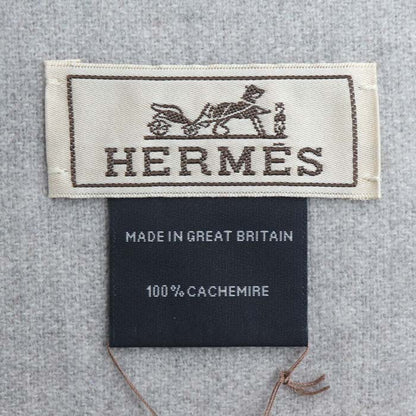 HERMÈS
MADE IN GREAT BRITAIN
100% CACHEMIRE